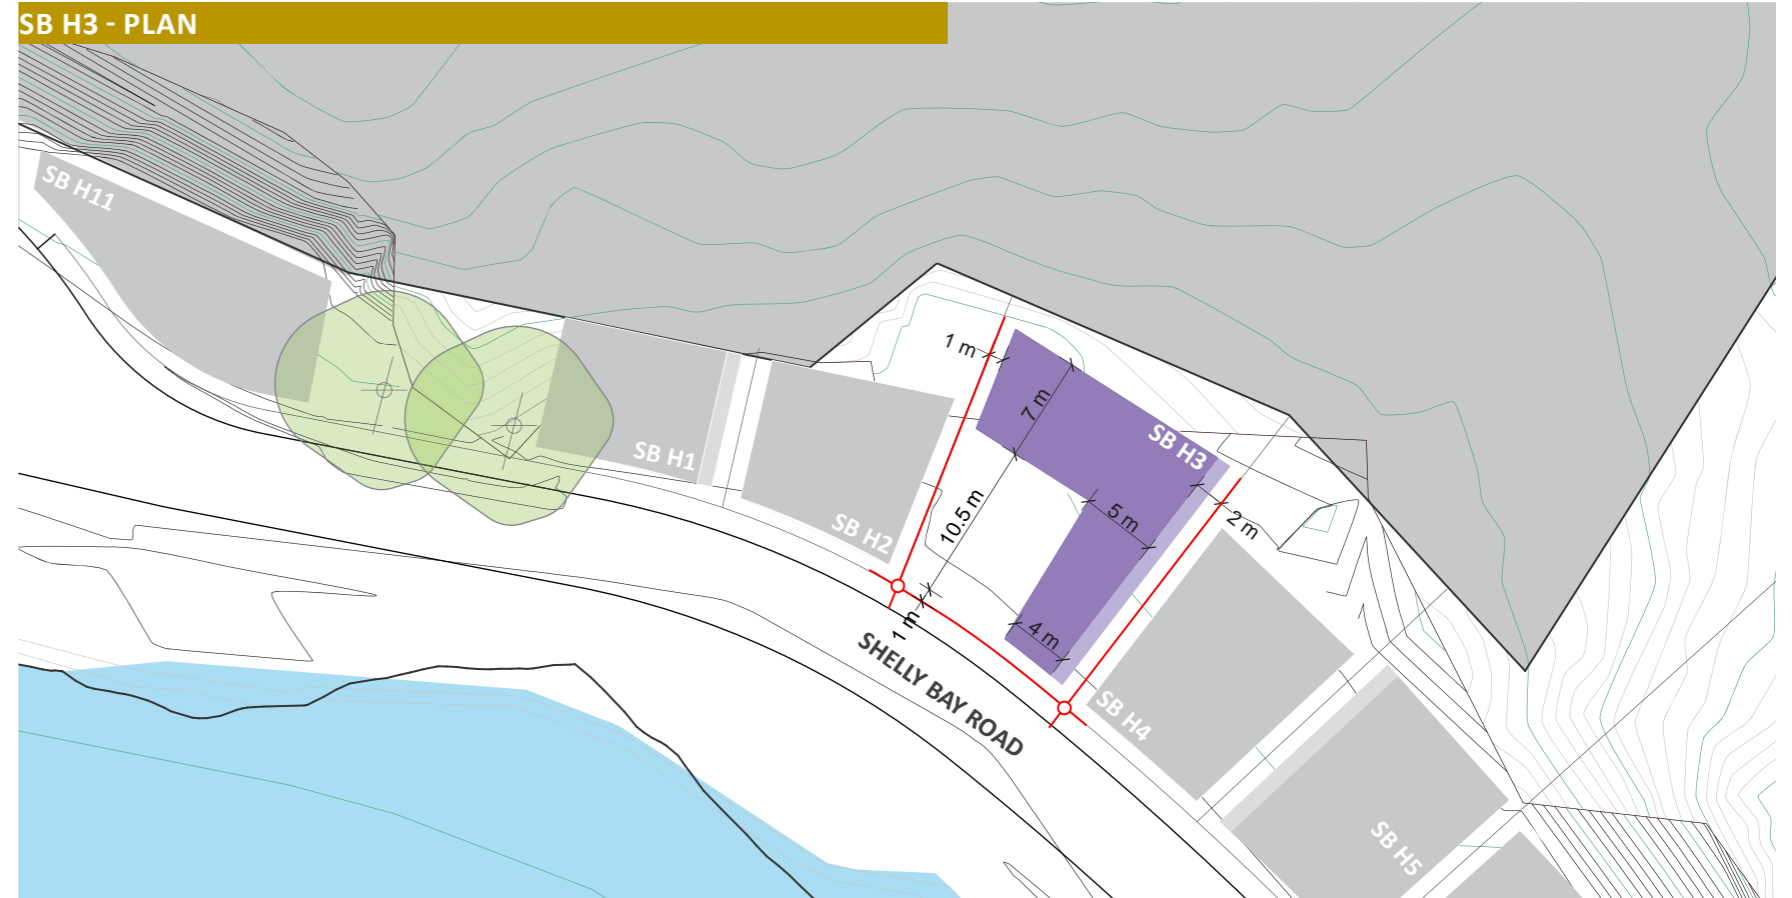 SB H3 - PLAN
SB H11
1 m
7 m
SB H3
SB H1
10.5 m
5 m
2 m
SB H2
1 m
4 m
SHELLY BAY ROAD
SB H4
SB H5